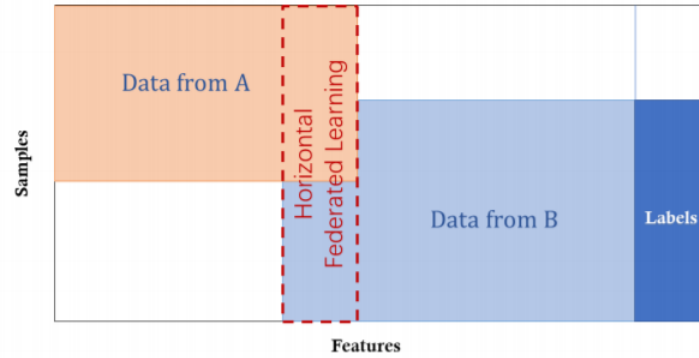 Data from A
Horizontal
Federated Learning
Samples
Data from B
Labels
Features